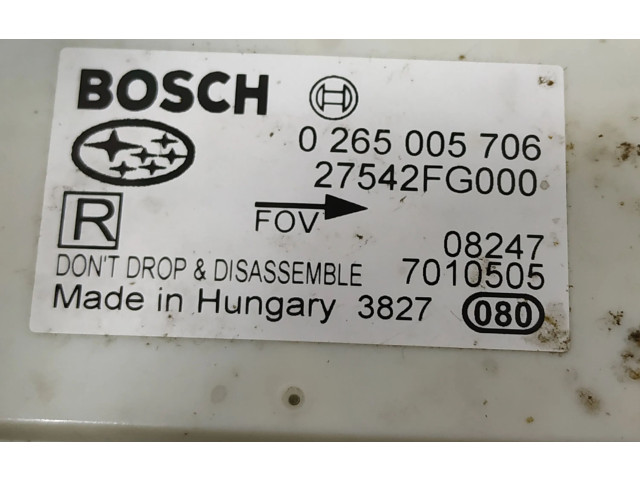 BOSCH
0 265 005 706
27542FG000
R
FOV
08247
DON'T DROP & DISASSEMBLE 7010505
Made in Hungary 3827 080